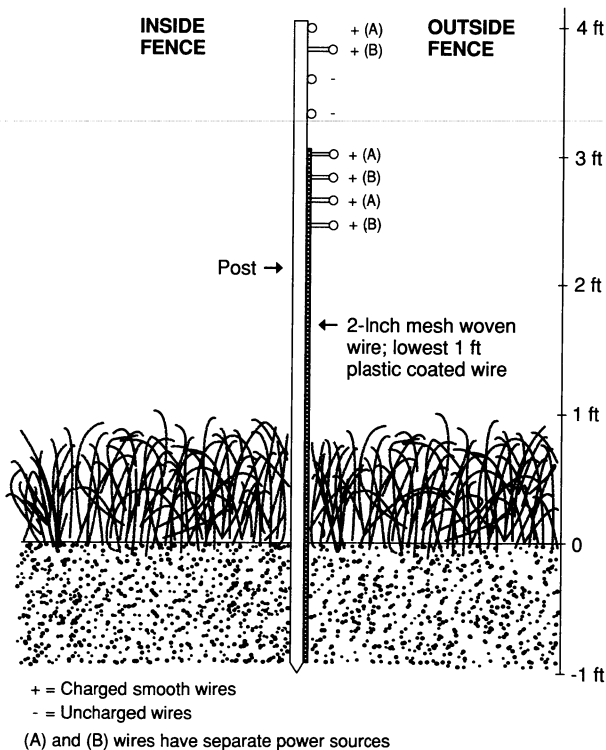 INSIDE
FENCE
OUTSIDE
FENCE
+ (A)
+ (B)
-
-
+ (A)
+ (B)
+ (A)
+ (B)
4 ft
3 ft
2 ft
1 ft
0
-1 ft
Post →
← 2-Inch mesh woven
wire; lowest 1 ft
plastic coated wire
+ = Charged smooth wires
- = Uncharged wires
(A) and (B) wires have separate power sources